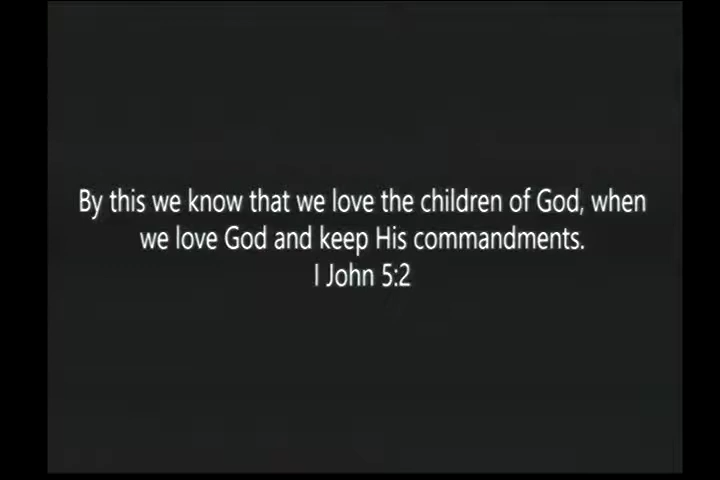 By this we know that we love the children of God, when
we love God and keep His commandments.
I John 5:2